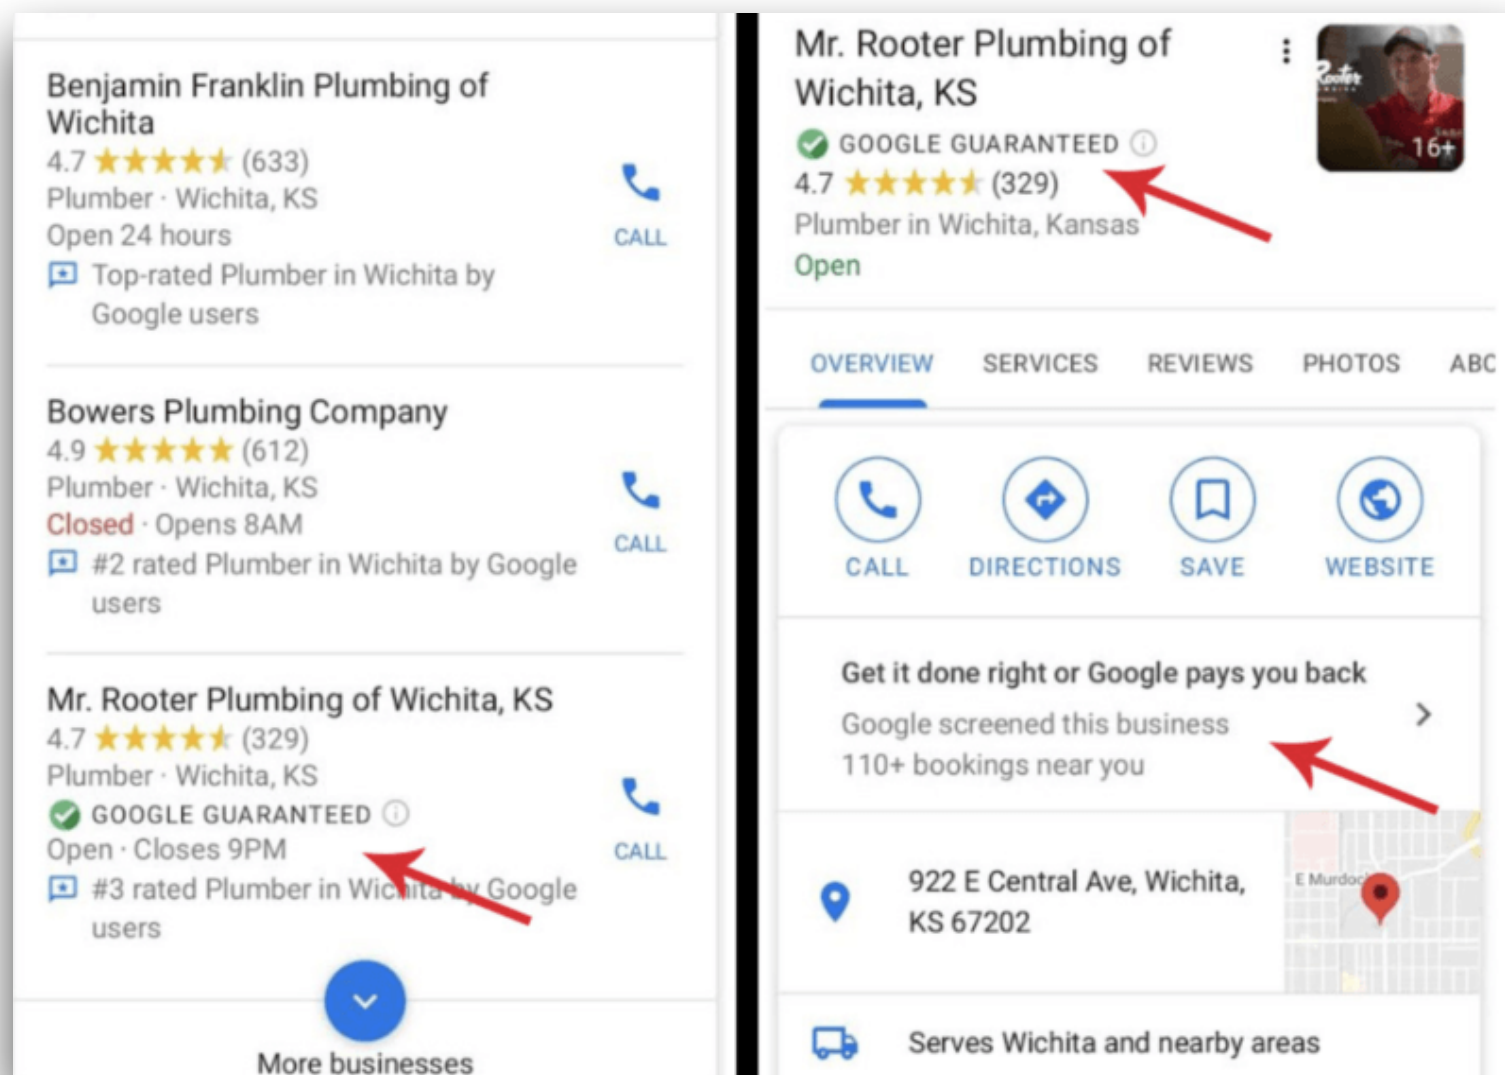 Benjamin Franklin Plumbing of
Wichita
4.7 (633)
Plumber · Wichita, KS
Open 24 hours
Top-rated Plumber in Wichita by
Google users
CALL
Bowers Plumbing Company
4.9 (612)
Plumber · Wichita, KS
Closed · Opens 8AM
#2 rated Plumber in Wichita by Google
users
CALL
Mr. Rooter Plumbing of Wichita, KS
4.7 (329)
Plumber · Wichita, KS
GOOGLE GUARANTEED
Open · Closes 9PM
#3 rated Plumber in Wichita by Google
users
CALL
More businesses
Mr. Rooter Plumbing of
Wichita, KS
GOOGLE GUARANTEED
4.7 (329)
Plumber in Wichita, Kansas
Open
Rooter
16+
OVERVIEW SERVICES REVIEWS PHOTOS ABC
CALL DIRECTIONS SAVE WEBSITE
Get it done right or Google pays you back
Google screened this business
110+ bookings near you
922 E Central Ave, Wichita,
KS 67202
E Murdoc
Serves Wichita and nearby areas